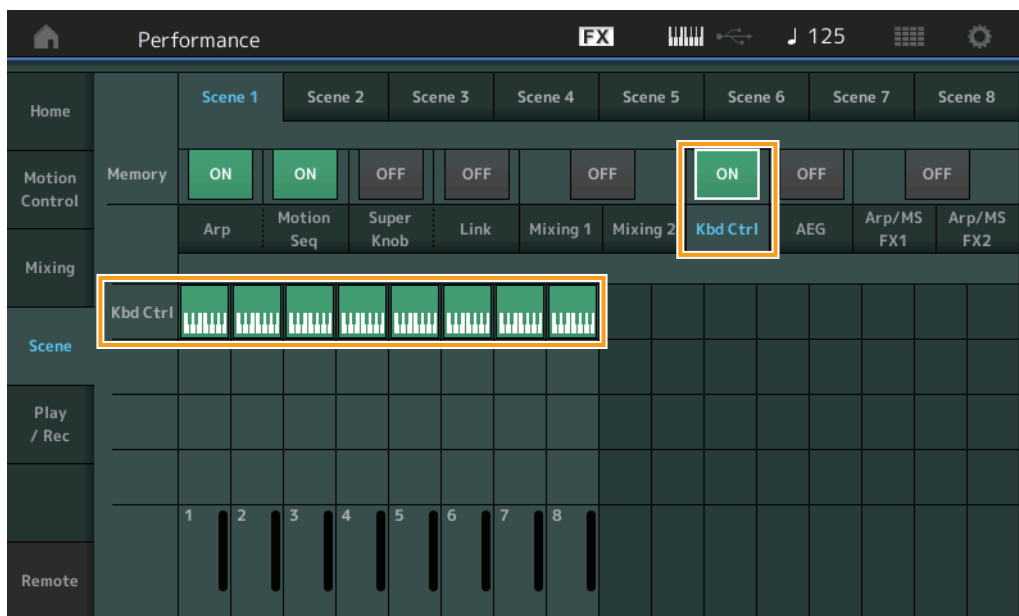 Performance
FX
125
Home
Motion
Control
Mixing
Scene
Play
/ Rec
Remote
Scene 1
Scene 2
Scene 3
Scene 4
Scene 5
Scene 6
Scene 7
Scene 8
Memory
ON
ON
OFF
OFF
OFF
ON
OFF
OFF
Arp
Motion
Seq
Super
Knob
Link
Mixing 1
Mixing 2
Kbd Ctrl
AEG
Arp/MS
FX1
Arp/MS
FX2
Kbd Ctrl
1
2
3
4
5
6
7
8